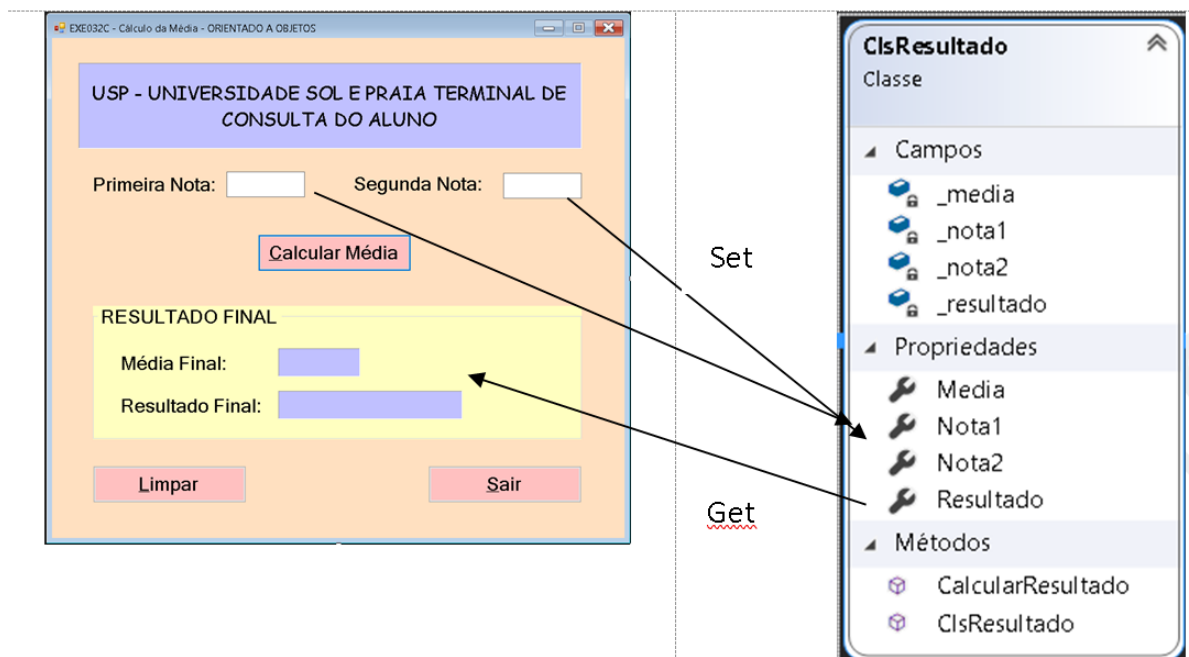 EXE032C - Cálculo da Média - ORIENTADO A OBJETOS
USP - UNIVERSIDADE SOL E PRAIA TERMINAL DE
CONSULTA DO ALUNO
Primeira Nota:
Segunda Nota:
Calcular Média
RESULTADO FINAL
Média Final:
Resultado Final:
Limpar
Sair
Set
Get
ClsResultado
Classe
Campos
_media
_nota1
_nota2
_resultado
Propriedades
Media
Nota1
Nota2
Resultado
Métodos
CalcularResultado
ClsResultado